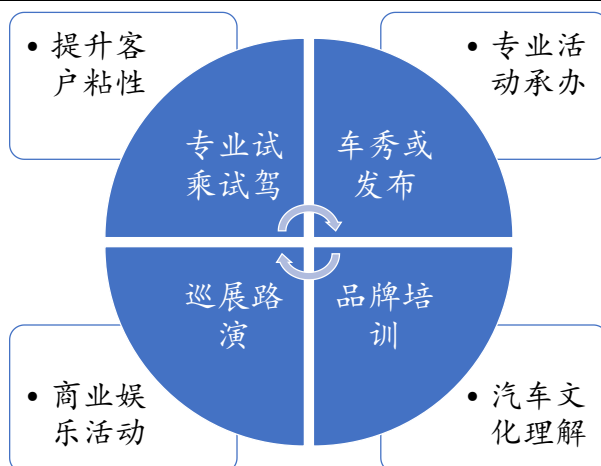 • 提升客
户粘性
• 专业活
动承办
专业试
乘试驾
车秀或
发布
巡展路
演
品牌培
训
• 商业娱
乐活动
• 汽车文
化理解